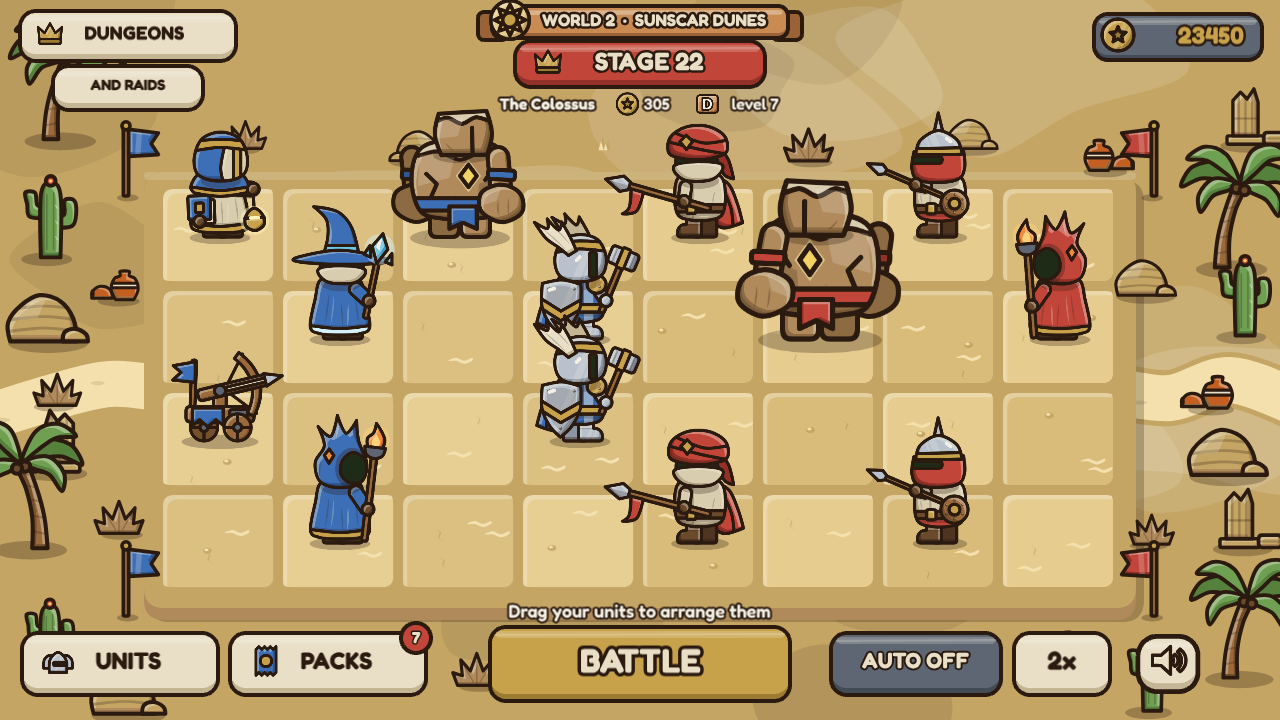 DUNGEONS
AND RAIDS
WORLD 2 · SUNSCAR DUNES
STAGE 22
The Colossus 305 D level 7
23450
Drag your units to arrange them
UNITS
PACKS
7
BATTLE
AUTO OFF
2x